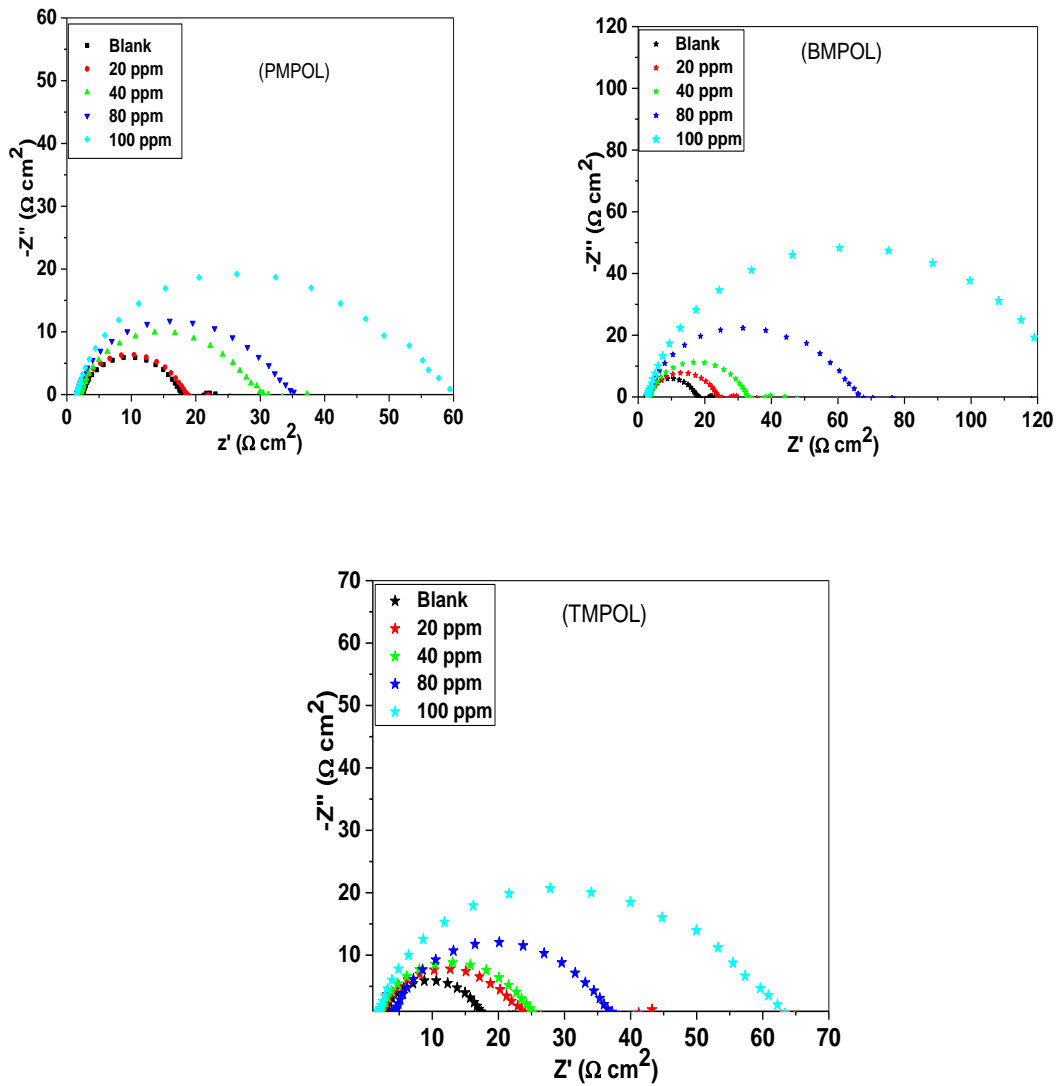 60
50
40
30
20
10
0
-Z'' (Ω cm²)
Blank
20 ppm
40 ppm
80 ppm
100 ppm
(PMPOL)
0 10 20 30 40 50 60
z' (Ω cm²)
120
100
80
60
40
20
0
-Z'' (Ω cm²)
Blank
20 ppm
40 ppm
80 ppm
100 ppm
(BMPOL)
0 20 40 60 80 100 120
Z' (Ω cm²)
70
60
50
40
30
20
10
-Z'' (Ω cm²)
Blank
20 ppm
40 ppm
80 ppm
100 ppm
(TMPOL)
10 20 30 40 50 60 70
Z' (Ω cm²)